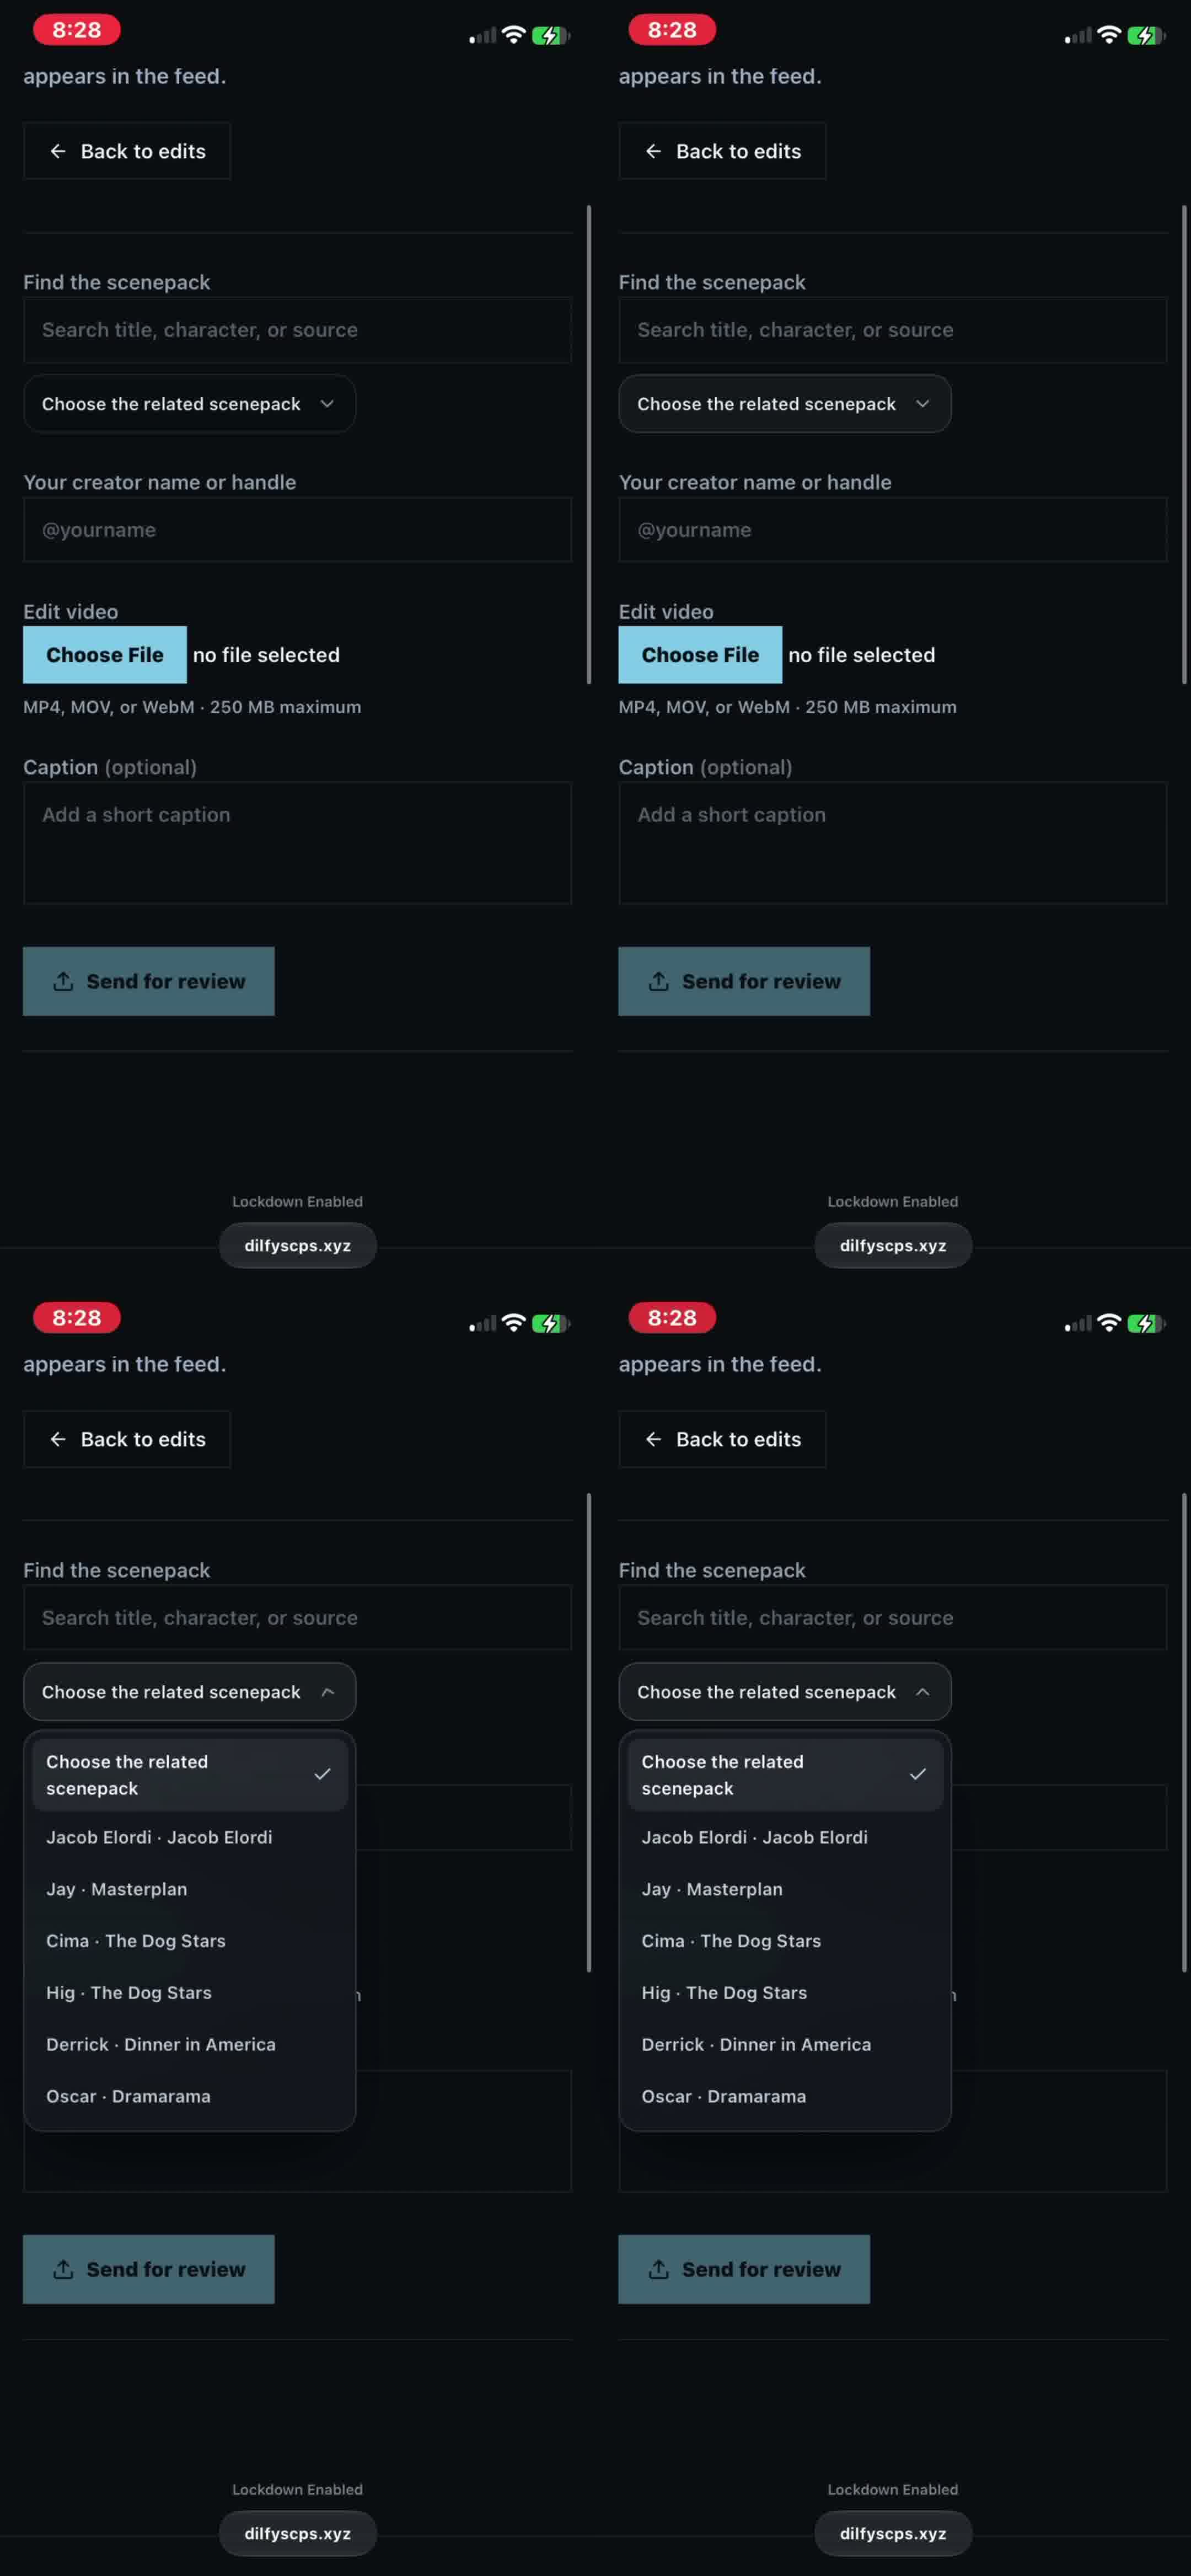 8:28
appears in the feed.
← Back to edits
Find the scenepack
Search title, character, or source
Choose the related scenepack
Your creator name or handle
@yourname
Edit video
Choose File no file selected
MP4, MOV, or WebM · 250 MB maximum
Caption (optional)
Add a short caption
Send for review
Lockdown Enabled
dilfyscps.xyz
8:28
appears in the feed.
← Back to edits
Find the scenepack
Search title, character, or source
Choose the related scenepack
Your creator name or handle
@yourname
Edit video
Choose File no file selected
MP4, MOV, or WebM · 250 MB maximum
Caption (optional)
Add a short caption
Send for review
Lockdown Enabled
dilfyscps.xyz
8:28
appears in the feed.
← Back to edits
Find the scenepack
Search title, character, or source
Choose the related scenepack
Choose the related
scenepack
Jacob Elordi · Jacob Elordi
Jay · Masterplan
Cima · The Dog Stars
Hig · The Dog Stars
Derrick · Dinner in America
Oscar · Dramarama
Send for review
Lockdown Enabled
dilfyscps.xyz
8:28
appears in the feed.
← Back to edits
Find the scenepack
Search title, character, or source
Choose the related scenepack
Choose the related
scenepack
Jacob Elordi · Jacob Elordi
Jay · Masterplan
Cima · The Dog Stars
Hig · The Dog Stars
Derrick · Dinner in America
Oscar · Dramarama
Send for review
Lockdown Enabled
dilfyscps.xyz